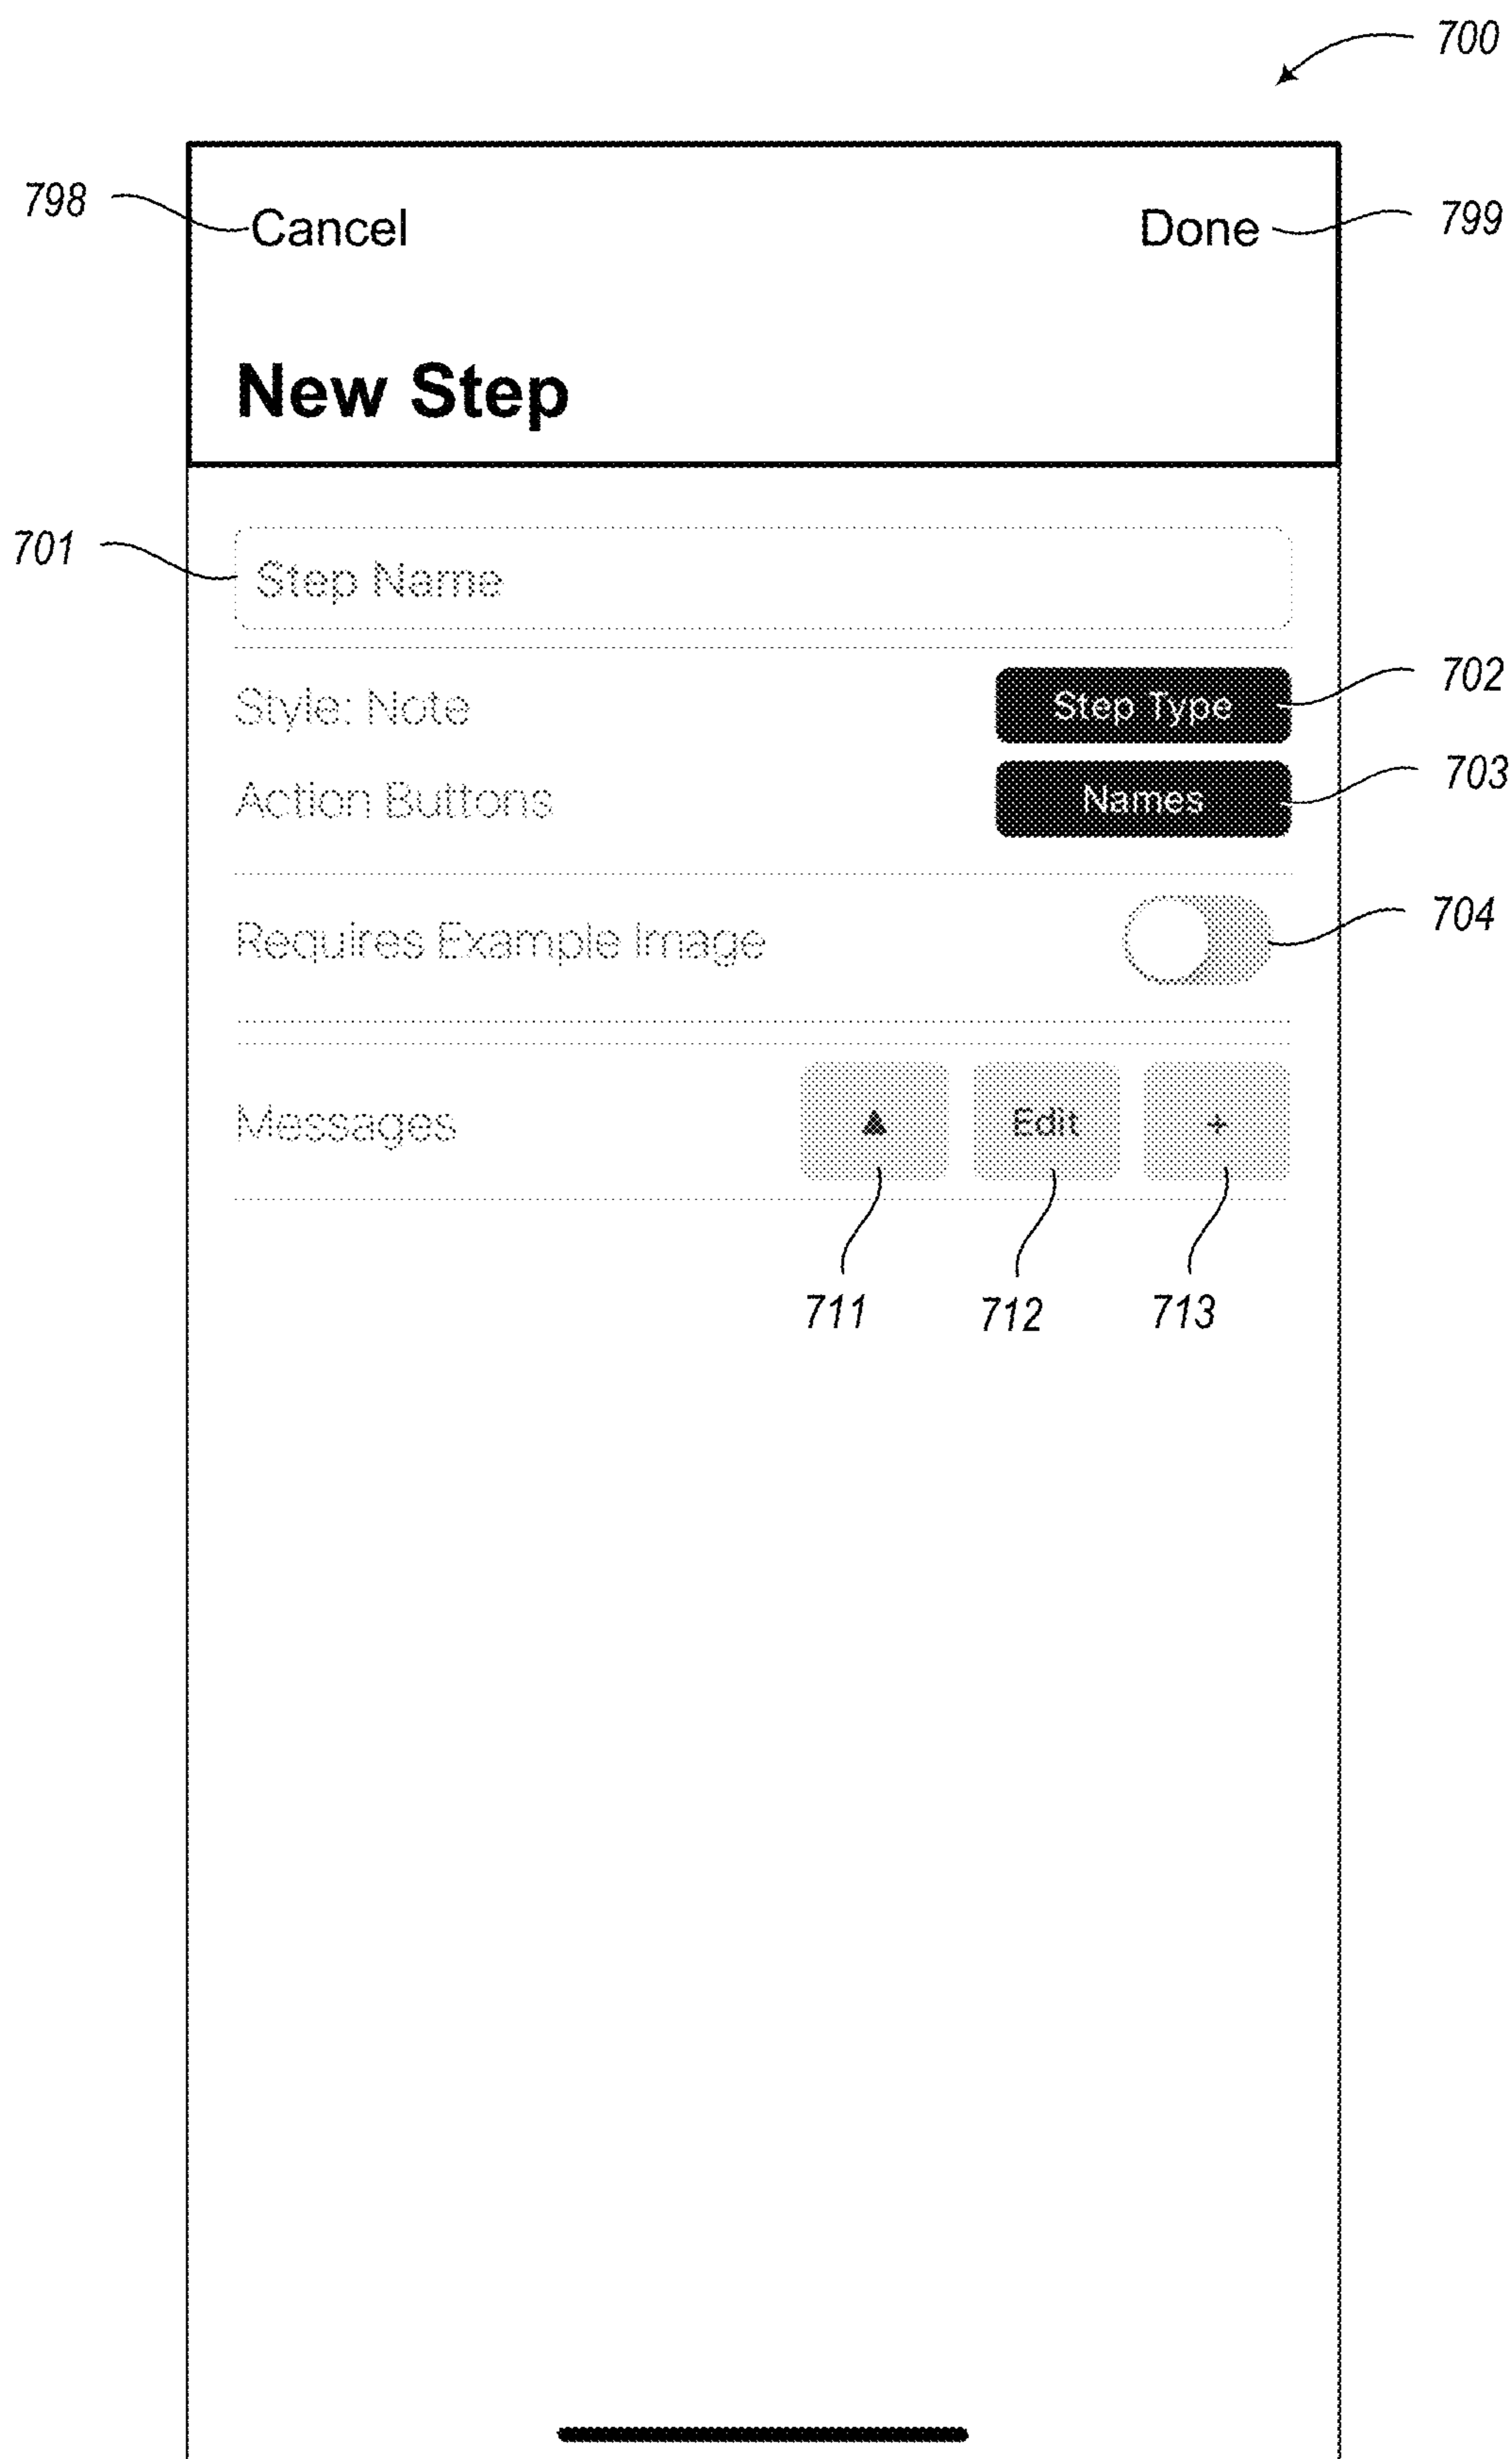 700
798 Cancel Done 799
New Step
701 Step Name
Style: Note Step Type 702
Action Buttons Names 703
Requires Example Image 704
Messages ▲ Edit +
711 712 713